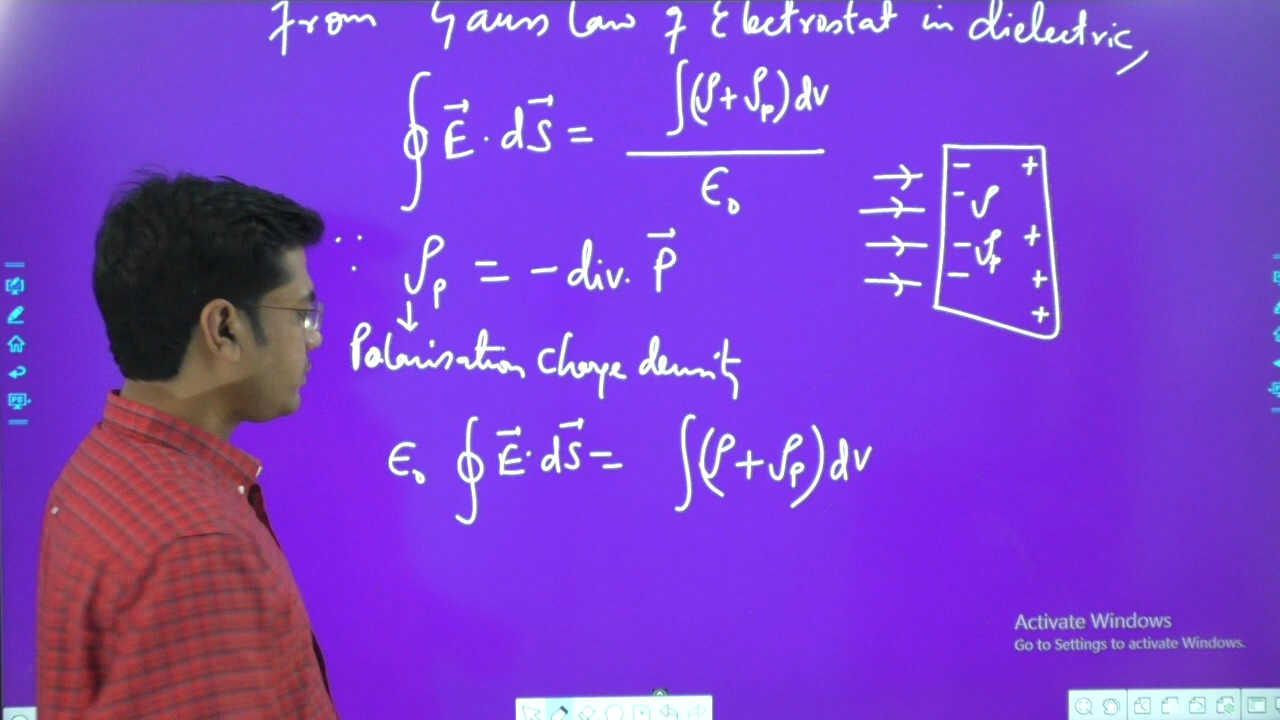 from Gauss Law of Electrostat in dielectric,
∮ E⃗ · dS⃗ = ∫(ρ + ρₚ) dv / ϵ₀
- +
- ρ
- ρₚ +
- +
+
∵ ρₚ = - div. P⃗
↓
Polarisation Charge density
ϵ₀ ∮ E⃗ · dS⃗ = ∫(ρ + ρₚ) dv
Activate Windows
Go to Settings to activate Windows.